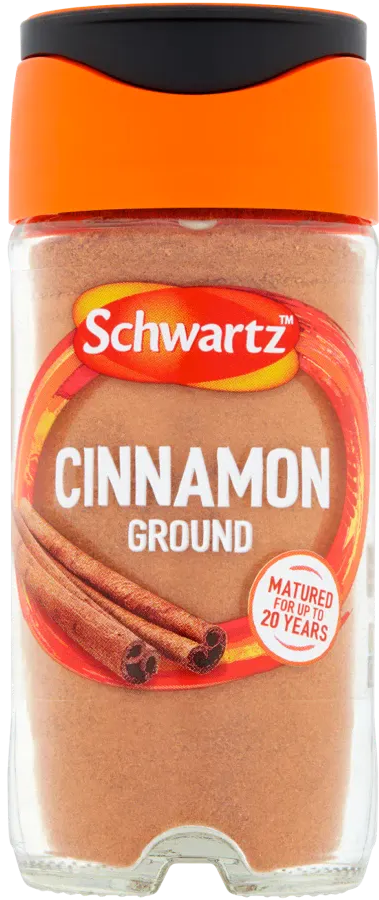 Schwartz™
CINNAMON
GROUND
MATURED
FOR UP TO
20 YEARS